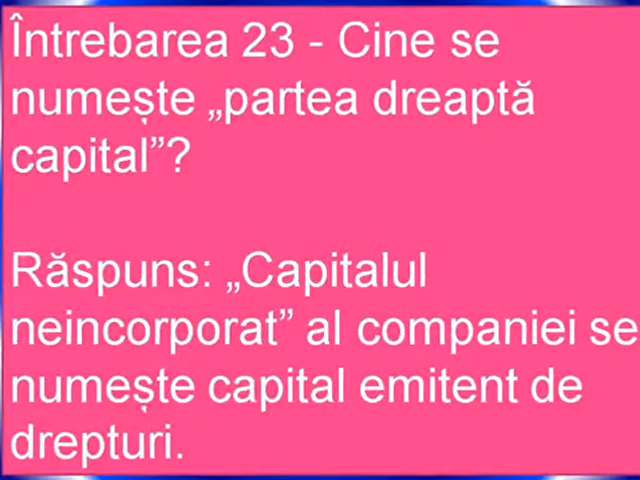 Întrebarea 23 - Cine se
numește „partea dreaptă
capital”?
Răspuns: „Capitalul
neincorporat” al companiei se
numește capital emitent de
drepturi.